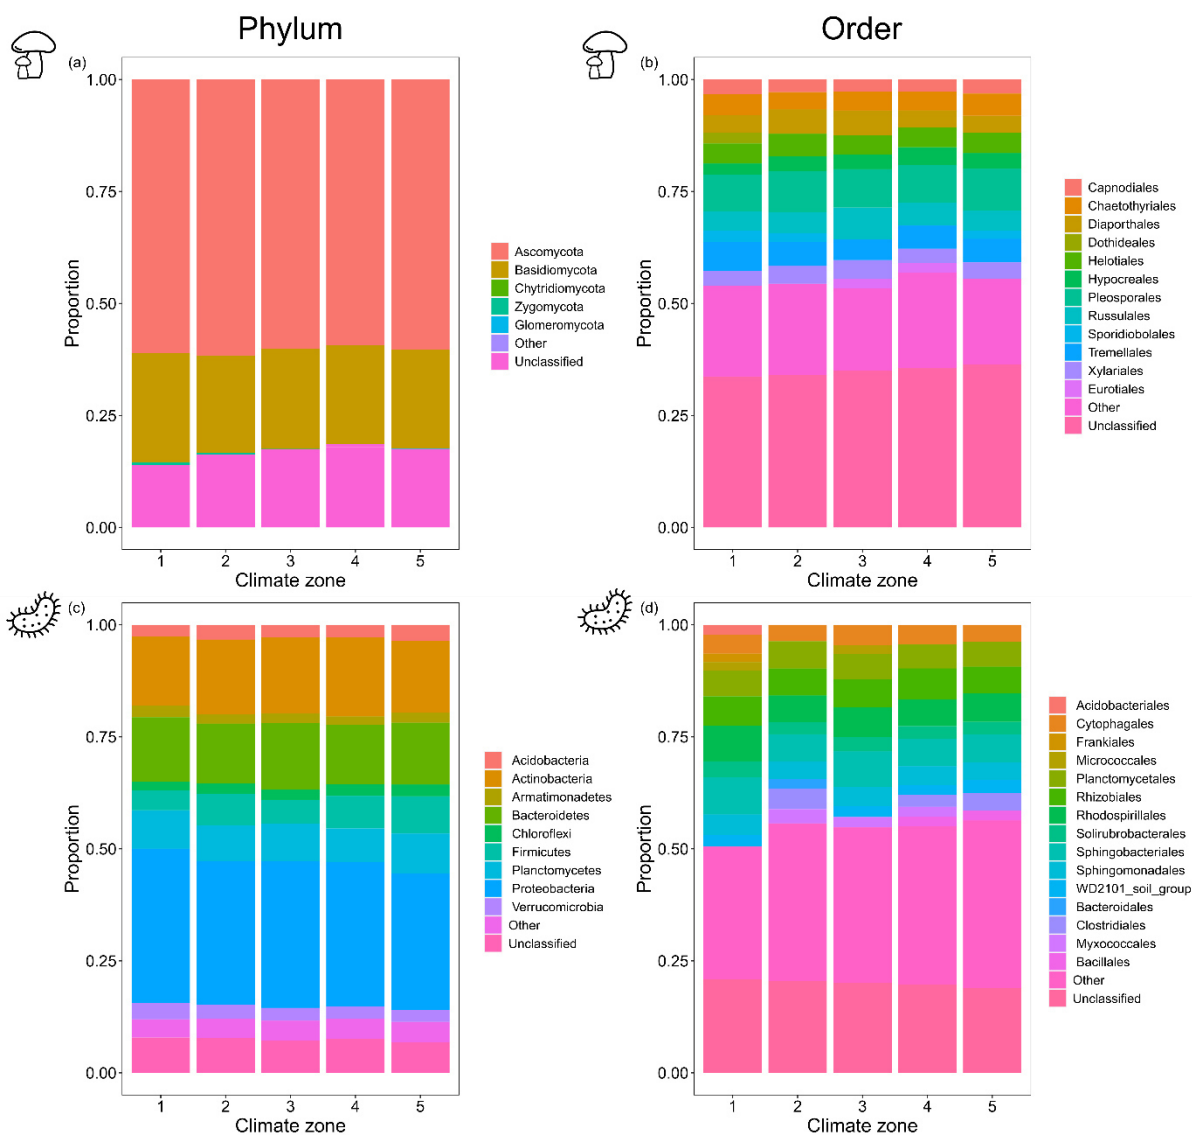 Phylum
Order
(a)
Proportion
1.00
0.75
0.50
0.25
0.00
1 2 3 4 5
Climate zone
Ascomycota
Basidiomycota
Chytridiomycota
Zygomycota
Glomeromycota
Other
Unclassified
(b)
Proportion
1.00
0.75
0.50
0.25
0.00
1 2 3 4 5
Climate zone
Capnodiales
Chaetothyriales
Diaporthales
Dothideales
Helotiales
Hypocreales
Pleosporales
Russulales
Sporidiobolales
Tremellales
Xylariales
Eurotiales
Other
Unclassified
(c)
Proportion
1.00
0.75
0.50
0.25
0.00
1 2 3 4 5
Climate zone
Acidobacteria
Actinobacteria
Armatimonadetes
Bacteroidetes
Chloroflexi
Firmicutes
Planctomycetes
Proteobacteria
Verrucomicrobia
Other
Unclassified
(d)
Proportion
1.00
0.75
0.50
0.25
0.00
1 2 3 4 5
Climate zone
Acidobacteriales
Cytophagales
Frankiales
Micrococcales
Planctomycetales
Rhizobiales
Rhodospirillales
Solirubrobacterales
Sphingobacteriales
Sphingomonadales
WD2101_soil_group
Bacteroidales
Clostridiales
Myxococcales
Bacillales
Other
Unclassified